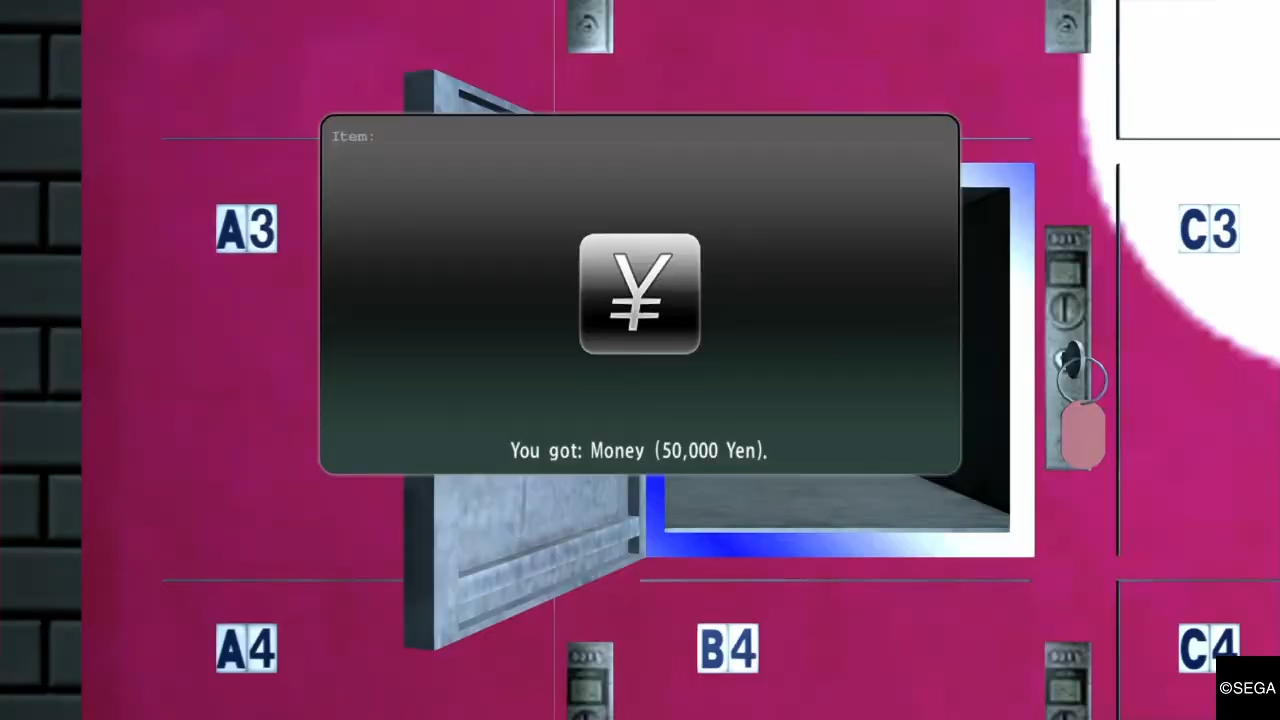 Item:
A3
C3
¥
You got: Money (50,000 Yen).
A4
B4
C4
©SEGA